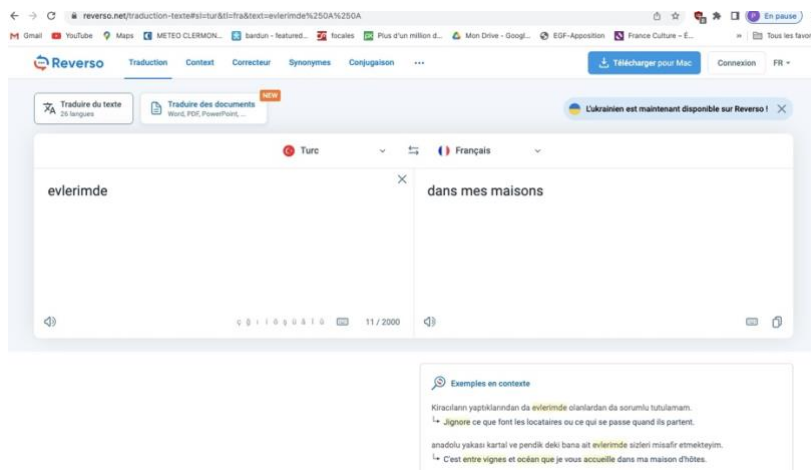 reverso.net/traduction-texte#sl=tur&tl=fra&text=evlerimde%250A%250A
En pause
Gmail YouTube Maps METEO CLERMON... bardun - featured... focales Plus d'un million d... Mon Drive - Googl... EGF-Apposition France Culture – É... » Tous les favor
Reverso Traduction Context Correcteur Synonymes Conjugaison ... Télécharger pour Mac Connexion FR
NEW
Traduire du texte
26 langues
Traduire des documents
Word, PDF, PowerPoint, ...
L'ukrainien est maintenant disponible sur Reverso !
Turc Français
evlerimde
dans mes maisons
11 / 2000
Exemples en contexte
Kiracıların yaptıklarından da evlerimde olanlardan da sorumlu tutulamam.
Jignore ce que font les locataires ou ce qui se passe quand ils partent.
anadolu yakası kartal ve pendik deki bana ait evlerimde sizleri misafir etmekteyim.
C'est entre vignes et océan que je vous accueille dans ma maison d'hôtes.